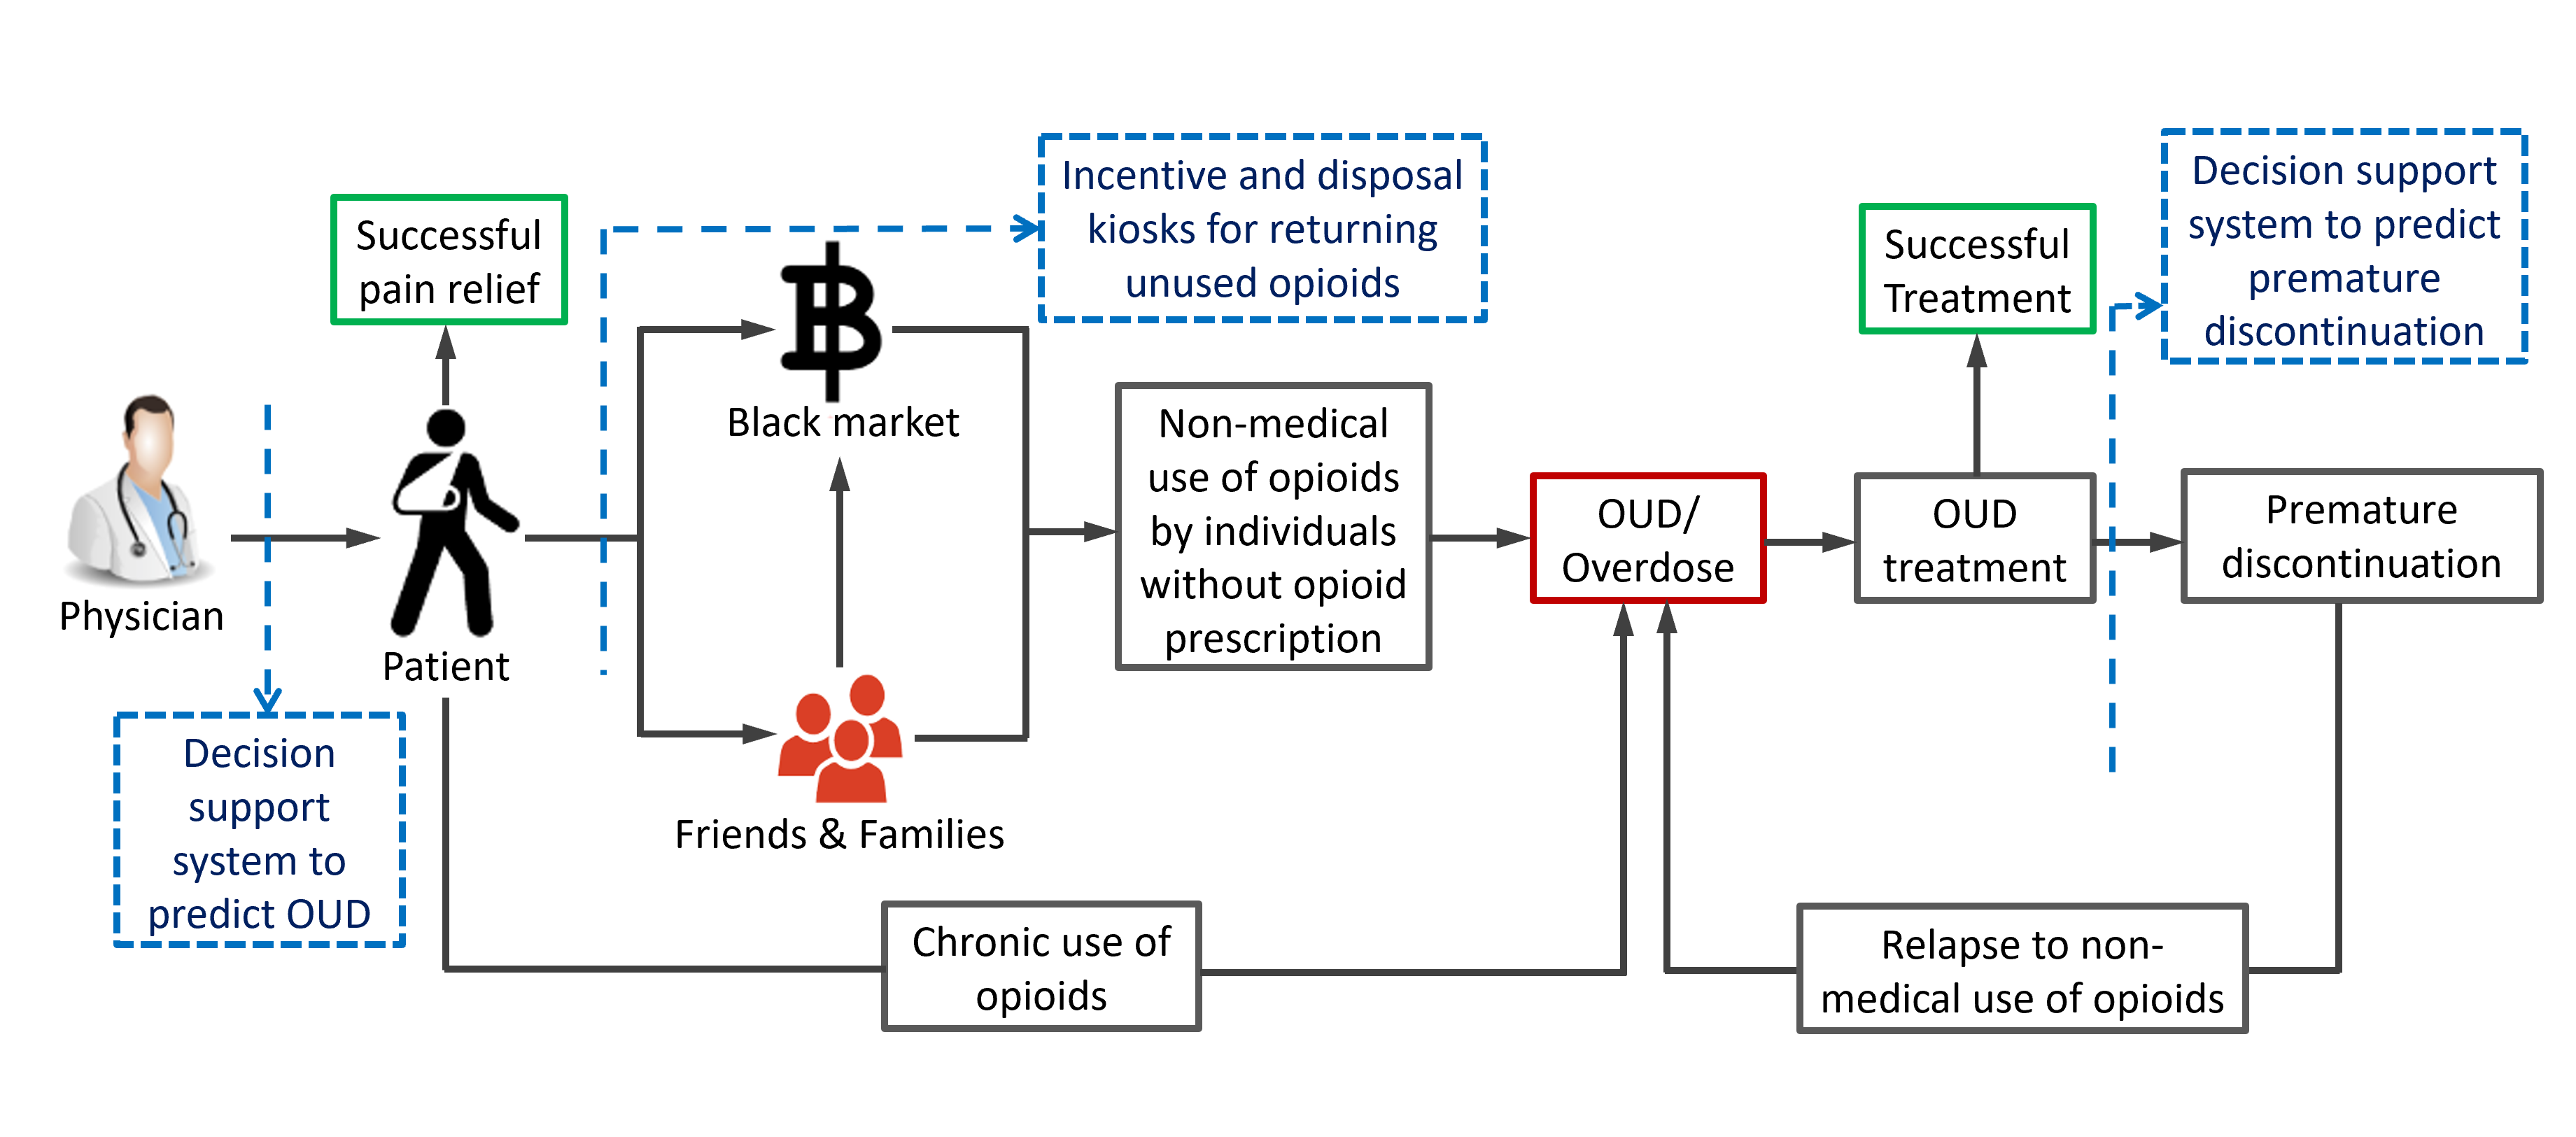 Physician
Decision
support
system to
predict OUD
Successful
pain relief
Patient
Incentive and disposal
kiosks for returning
unused opioids
Black market
Friends & Families
Non-medical
use of opioids
by individuals
without opioid
prescription
Chronic use of
opioids
OUD/
Overdose
Successful
Treatment
OUD
treatment
Decision support
system to predict
premature
discontinuation
Premature
discontinuation
Relapse to non-
medical use of opioids